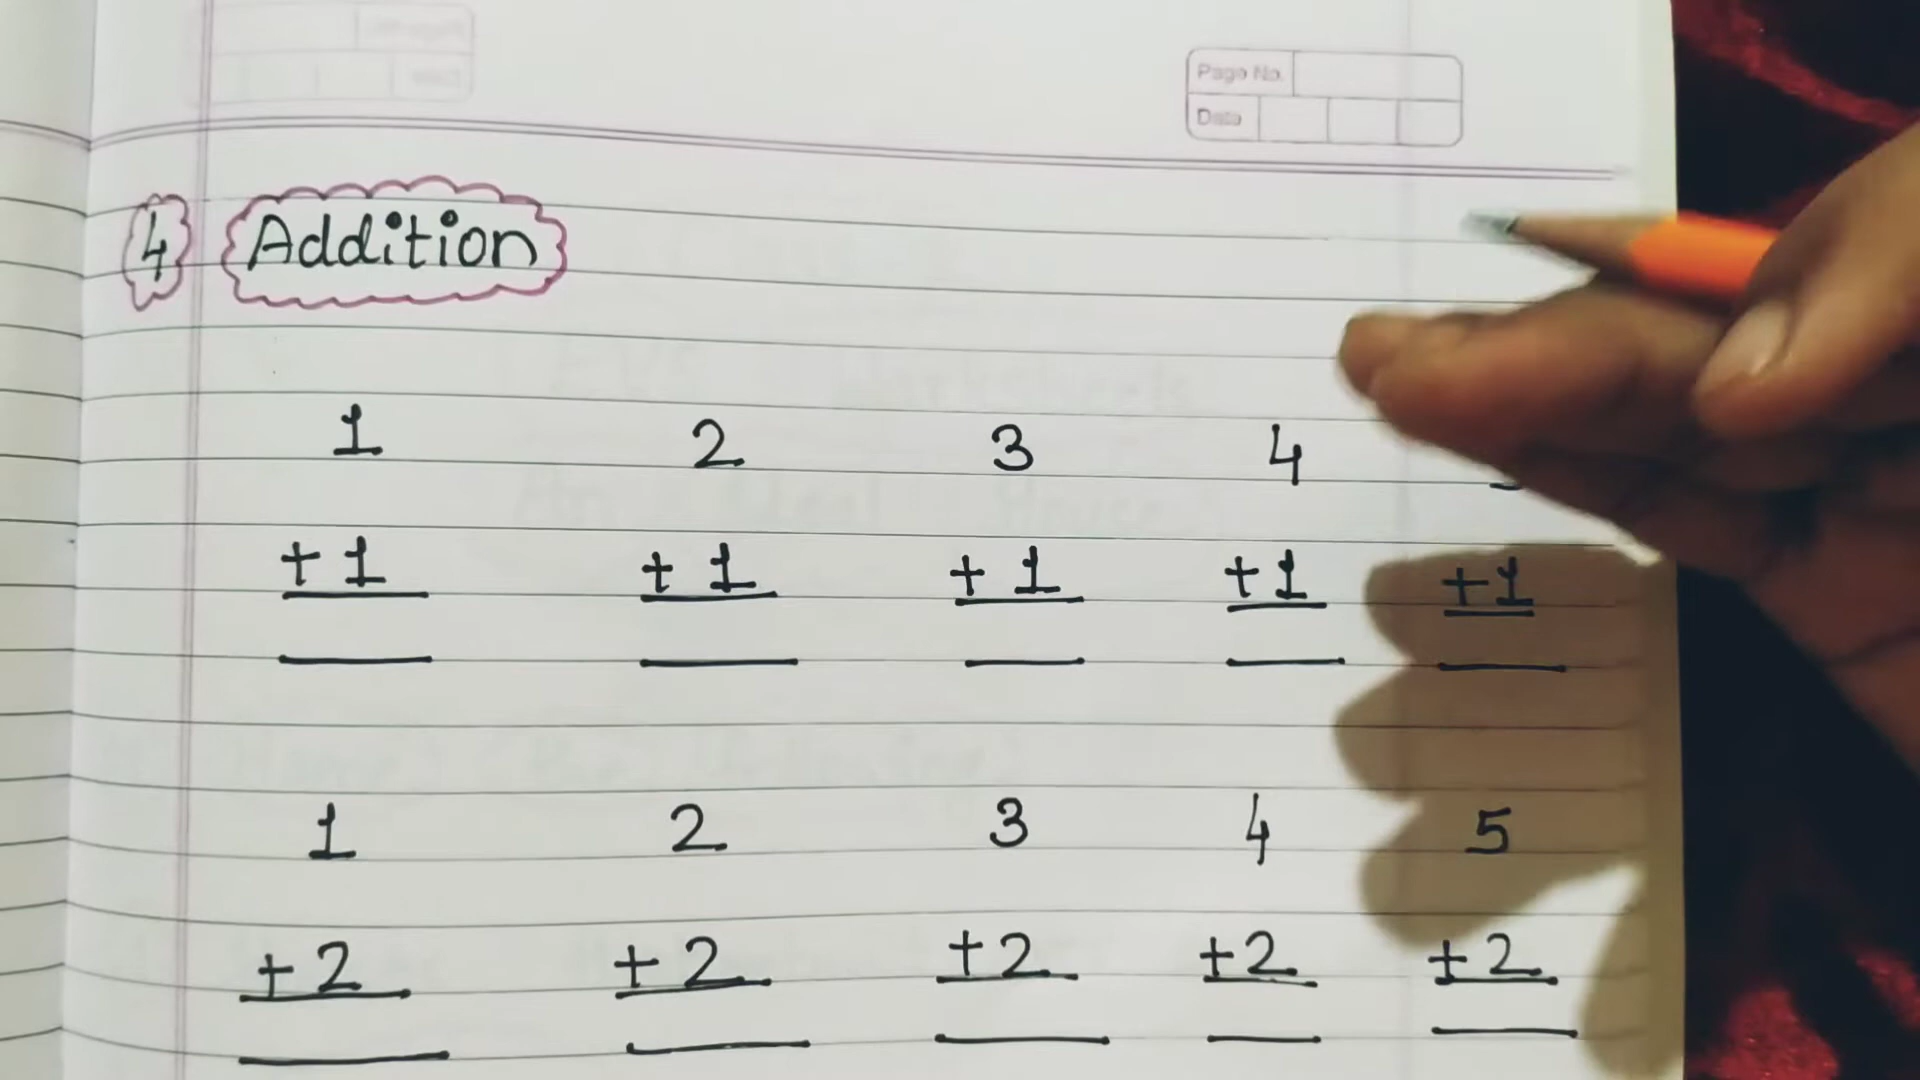 Page No.
Date
4 Addition
1 2 3 4
+1 +1 +1 +1 +1
1 2 3 4 5
+2 +2 +2 +2 +2